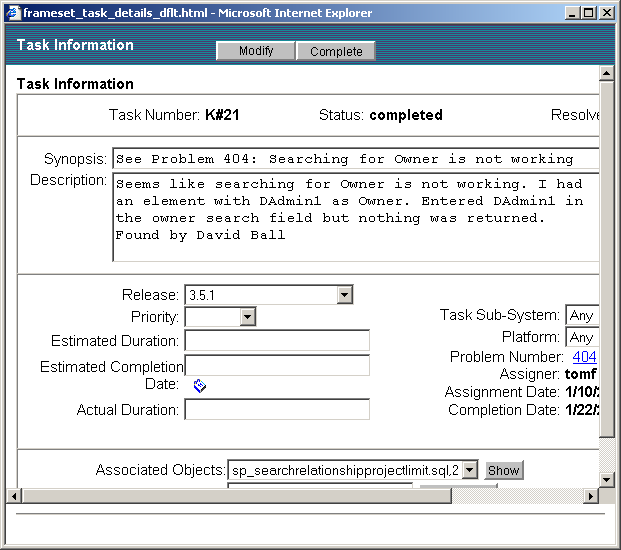 frameset_task_details_dflt.html - Microsoft Internet Explorer
Task Information Modify Complete
Task Information
Task Number: K#21 Status: completed Resolve
Synopsis: See Problem 404: Searching for Owner is not working
Description: Seems like searching for Owner is not working. I had
an element with DAdmin1 as Owner. Entered DAdmin1 in
the owner search field but nothing was returned.
Found by David Ball
Release: 3.5.1
Priority:
Estimated Duration:
Estimated Completion
Date:
Actual Duration:
Task Sub-System: Any
Platform: Any
Problem Number: 404
Assigner: tomf
Assignment Date: 1/10/2
Completion Date: 1/22/2
Associated Objects: sp_searchrelationshipprojectlimit.sql,2 Show